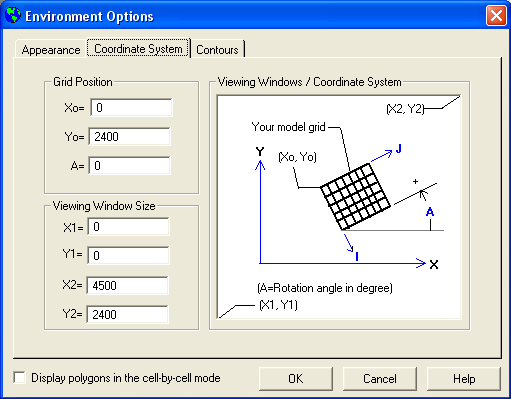 Environment Options
Appearance Coordinate System Contours
Grid Position
Xo= 0
Yo= 2400
A= 0
Viewing Window Size
X1= 0
Y1= 0
X2= 4500
Y2= 2400
Viewing Windows / Coordinate System
(X2, Y2)
Your model grid
Y
(Xo, Yo)
J
+
A
I
X
(A=Rotation angle in degree)
(X1, Y1)
Display polygons in the cell-by-cell mode
OK Cancel Help